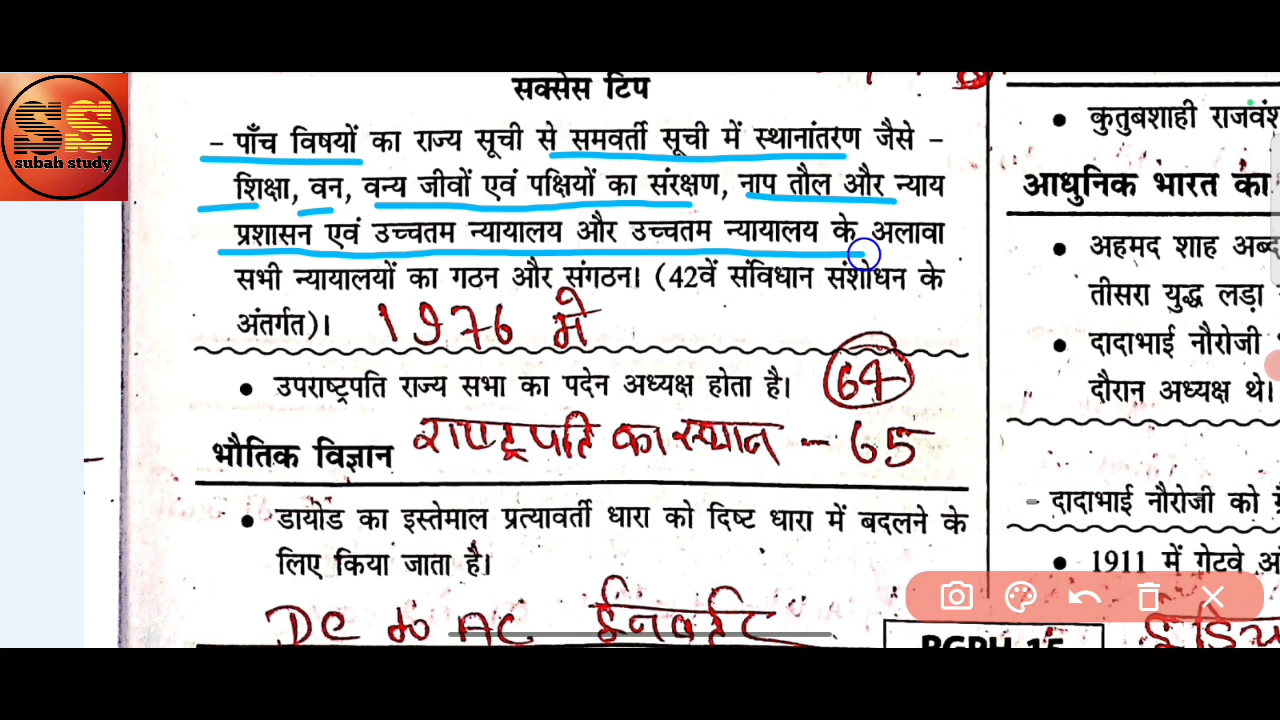 SS
subah study
सक्सेस टिप
– पाँच विषयों का राज्य सूची से समवर्ती सूची में स्थानांतरण जैसे –
शिक्षा, वन, वन्य जीवों एवं पक्षियों का संरक्षण, नाप तौल और न्याय
प्रशासन एवं उच्चतम न्यायालय और उच्चतम न्यायालय के अलावा
सभी न्यायालयों का गठन और संगठन। (42वें संविधान संशोधन के
अंतर्गत)।
1976 मे
• उपराष्ट्रपति राज्य सभा का पदेन अध्यक्ष होता है।
64
राष्ट्रपति का स्थान – 65
भौतिक विज्ञान
• डायोड का इस्तेमाल प्रत्यावर्ती धारा को दिष्ट धारा में बदलने के
लिए किया जाता है।
DC to AC
• कुतुबशाही राजवंश
आधुनिक भारत का
• अहमद शाह अब्द
तीसरा युद्ध लड़ा
• दादाभाई नौरोजी
दौरान अध्यक्ष थे।
– दादाभाई नौरोजी को
• 1911 में गेटवे